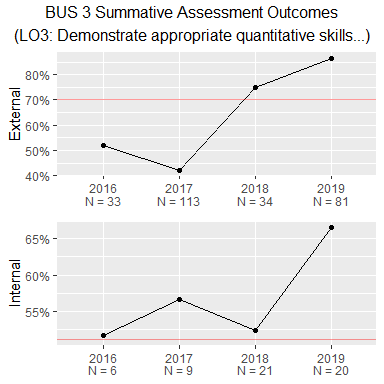 BUS 3 Summative Assessment Outcomes
(LO3: Demonstrate appropriate quantitative skills...)
External
80%
70%
60%
50%
40%
2016 2017 2018 2019
N = 33 N = 113 N = 34 N = 81
Internal
65%
60%
55%
2016 2017 2018 2019
N = 6 N = 9 N = 21 N = 20